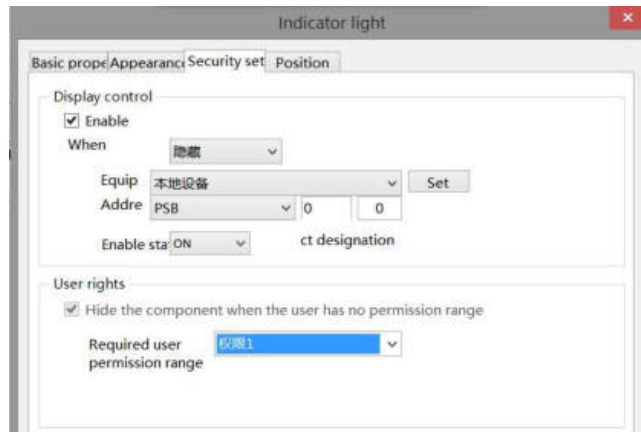 Indicator light
Basic prope Appearanc Security set Position
Display control
Enable
When 隐藏
Equip 本地设备 Set
Addre PSB 0 0
Enable sta ON ct designation
User rights
Hide the component when the user has no permission range
Required user 权限1
permission range